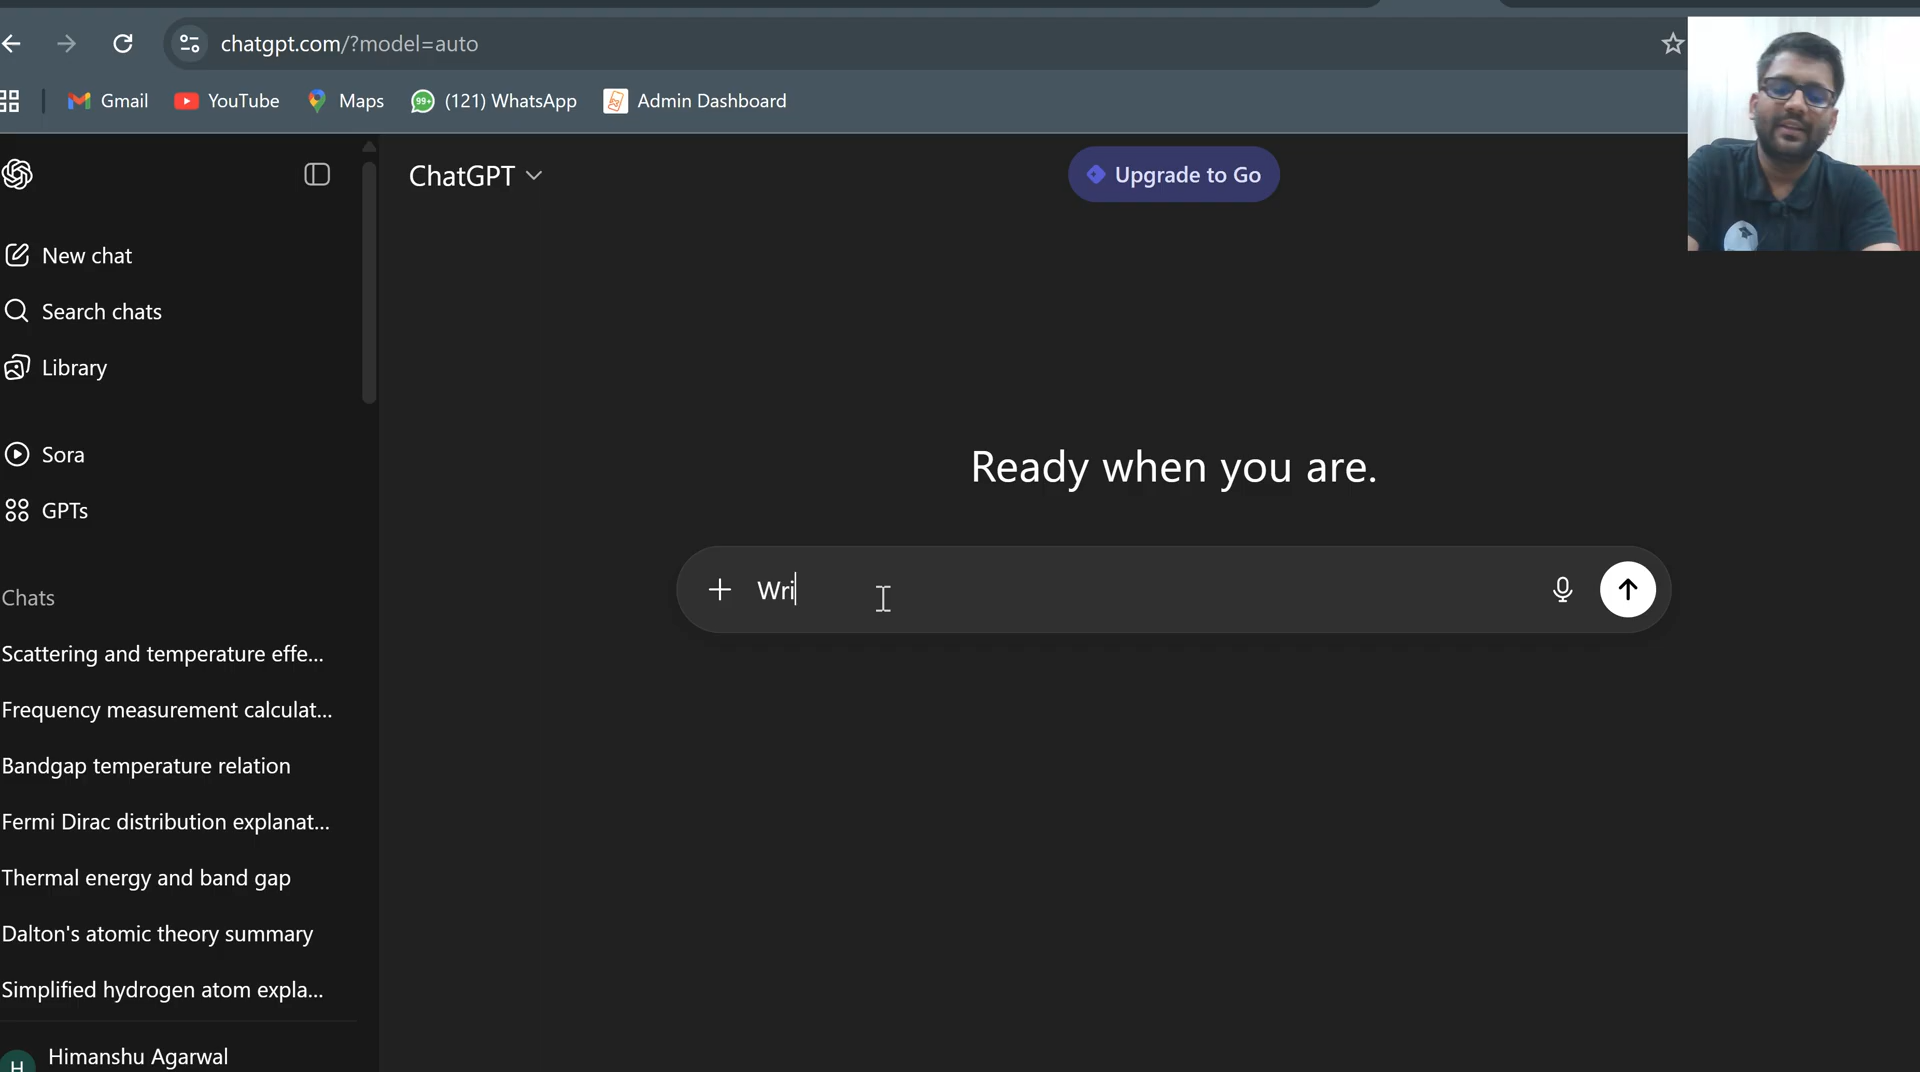 chatgpt.com/?model=auto
Gmail
YouTube
Maps
99+
(121) WhatsApp
Admin Dashboard
ChatGPT
Upgrade to Go
New chat
Search chats
Library
Sora
GPTs
Chats
Scattering and temperature effe...
Frequency measurement calculat...
Bandgap temperature relation
Fermi Dirac distribution explanat...
Thermal energy and band gap
Dalton's atomic theory summary
Simplified hydrogen atom expla...
H
Himanshu Agarwal
Ready when you are.
Wri